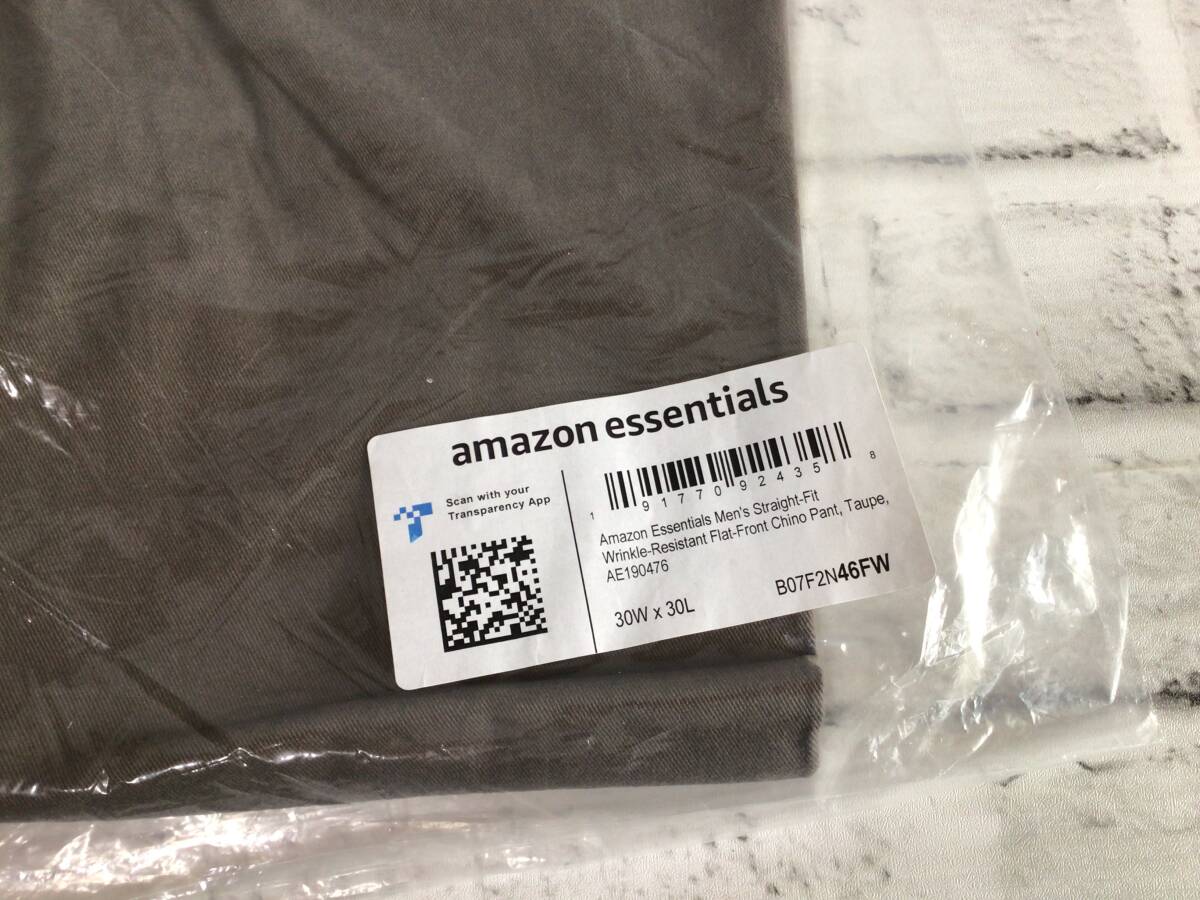 amazon essentials
Scan with your
Transparency App
1 91770 92435 8
Amazon Essentials Men's Straight-Fit
Wrinkle-Resistant Flat-Front Chino Pant, Taupe,
AE190476
30W x 30L
B07F2N46FW